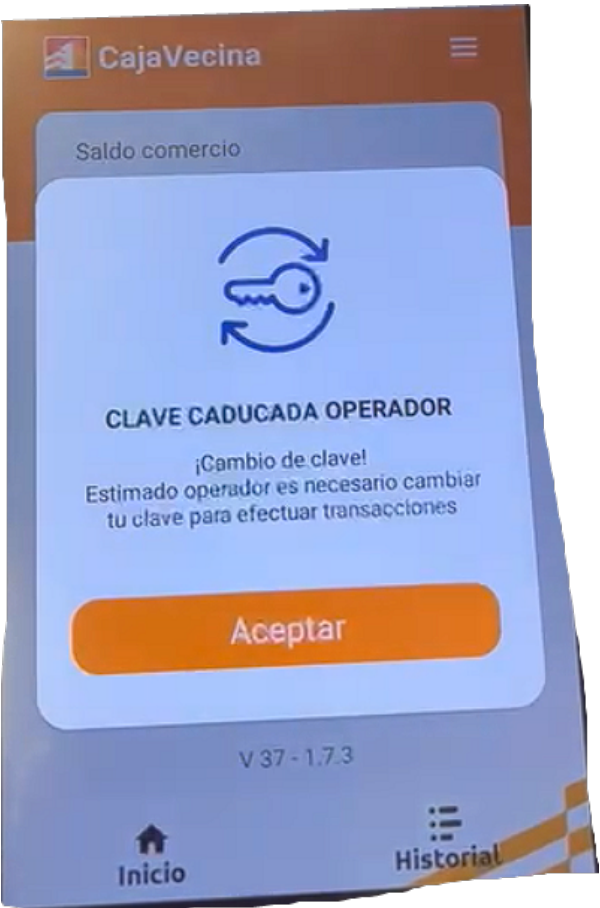 CajaVecina
Saldo comercio
CLAVE CADUCADA OPERADOR
¡Cambio de clave!
Estimado operador es necesario cambiar
tu clave para efectuar transacciones
Aceptar
V 37 - 1.7.3
Inicio
Historial